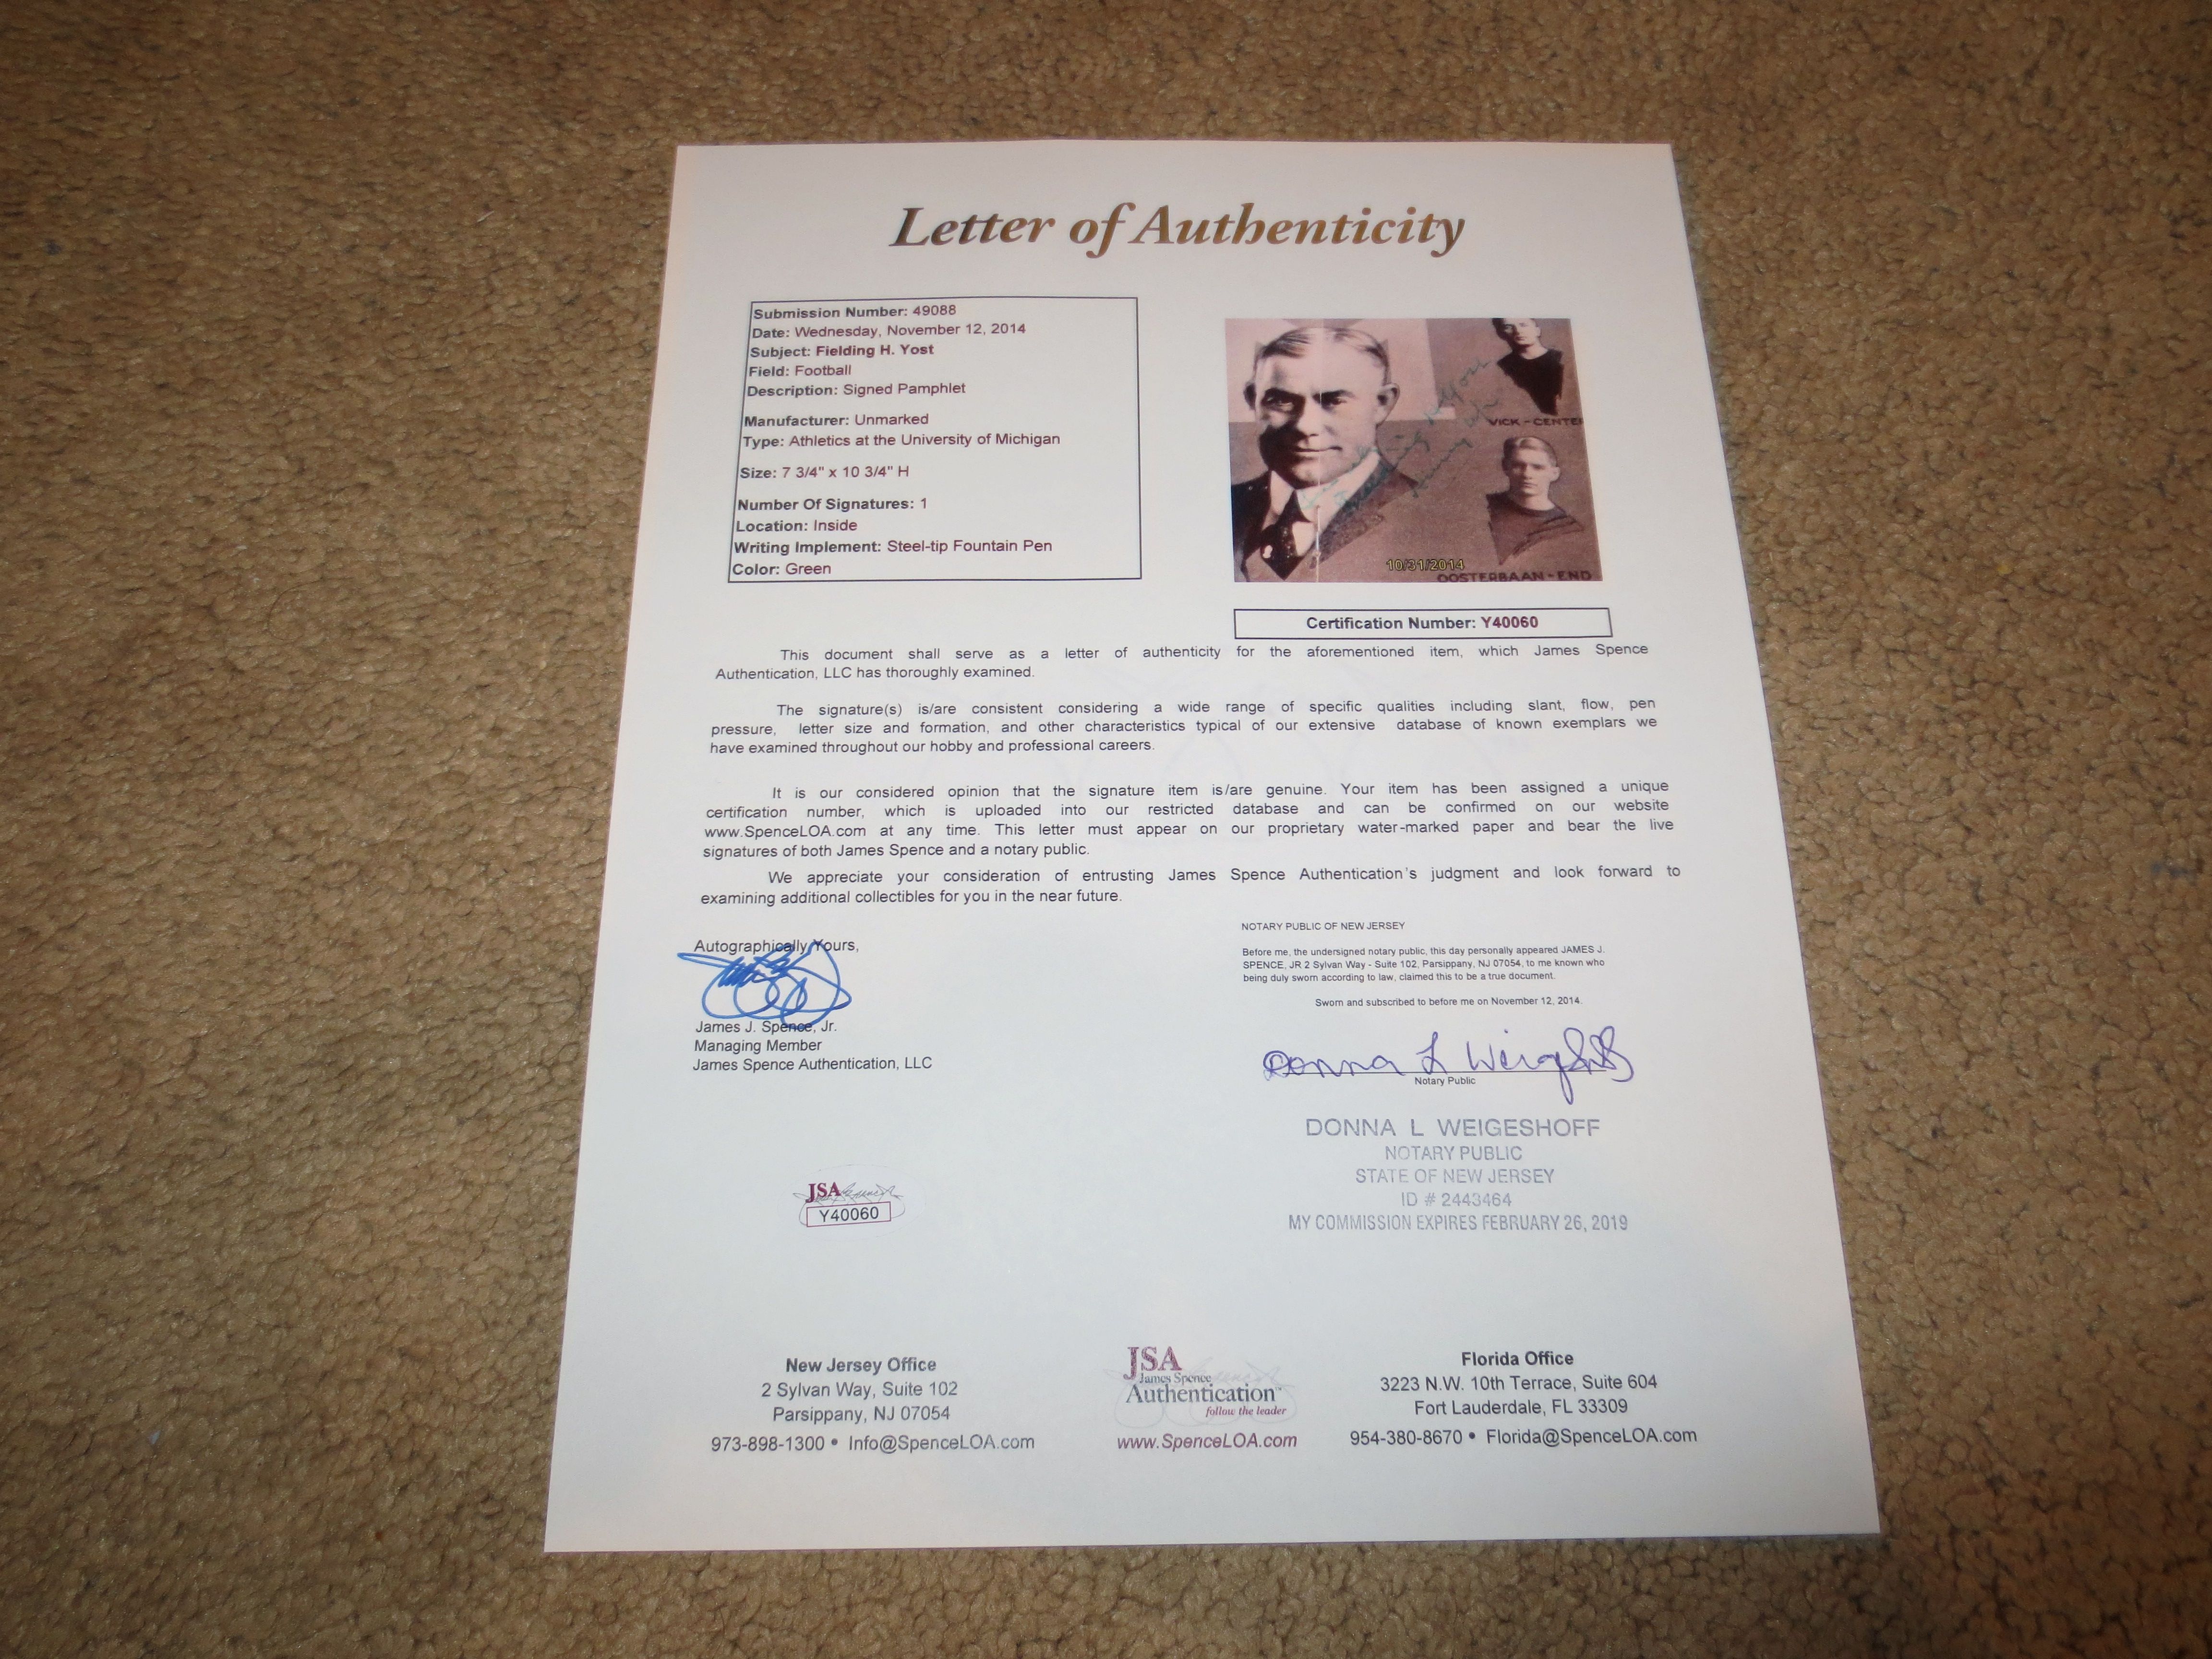 Letter of Authenticity
Submission Number: 49088
Date: Wednesday, November 12, 2014
Subject: Fielding H. Yost
Field: Football
Description: Signed Pamphlet
Manufacturer: Unmarked
Type: Athletics at the University of Michigan
Size: 7 3/4" x 10 3/4" H
Number Of Signatures: 1
Location: Inside
Writing Implement: Steel-tip Fountain Pen
Color: Green
VICK - CENTE
10/31/2014
OOSTERBAAN - END
Certification Number: Y40060
This document shall serve as a letter of authenticity for the aforementioned item, which James Spence
Authentication, LLC has thoroughly examined.
The signature(s) is/are consistent considering a wide range of specific qualities including slant, flow, pen
pressure, letter size and formation, and other characteristics typical of our extensive database of known exemplars we
have examined throughout our hobby and professional careers.
It is our considered opinion that the signature item is/are genuine. Your item has been assigned a unique
certification number, which is uploaded into our restricted database and can be confirmed on our website
www.SpenceLOA.com at any time. This letter must appear on our proprietary water-marked paper and bear the live
signatures of both James Spence and a notary public.
We appreciate your consideration of entrusting James Spence Authentication's judgment and look forward to
examining additional collectibles for you in the near future.
Autographically Yours,
James J. Spence, Jr.
Managing Member
James Spence Authentication, LLC
NOTARY PUBLIC OF NEW JERSEY
Before me, the undersigned notary public, this day personally appeared JAMES J.
SPENCE, JR 2 Sylvan Way - Suite 102, Parsippany, NJ 07054, to me known who
being duly sworn according to law, claimed this to be a true document.
Sworn and subscribed to before me on November 12, 2014.
Donna L Weigeshoff
Notary Public
DONNA L WEIGESHOFF
NOTARY PUBLIC
STATE OF NEW JERSEY
ID # 2443464
MY COMMISSION EXPIRES FEBRUARY 26, 2019
JSA
Y40060
New Jersey Office
2 Sylvan Way, Suite 102
Parsippany, NJ 07054
973-898-1300 • Info@SpenceLOA.com
JSA
James Spence
Authentication
follow the leader
www.SpenceLOA.com
Florida Office
3223 N.W. 10th Terrace, Suite 604
Fort Lauderdale, FL 33309
954-380-8670 • Florida@SpenceLOA.com